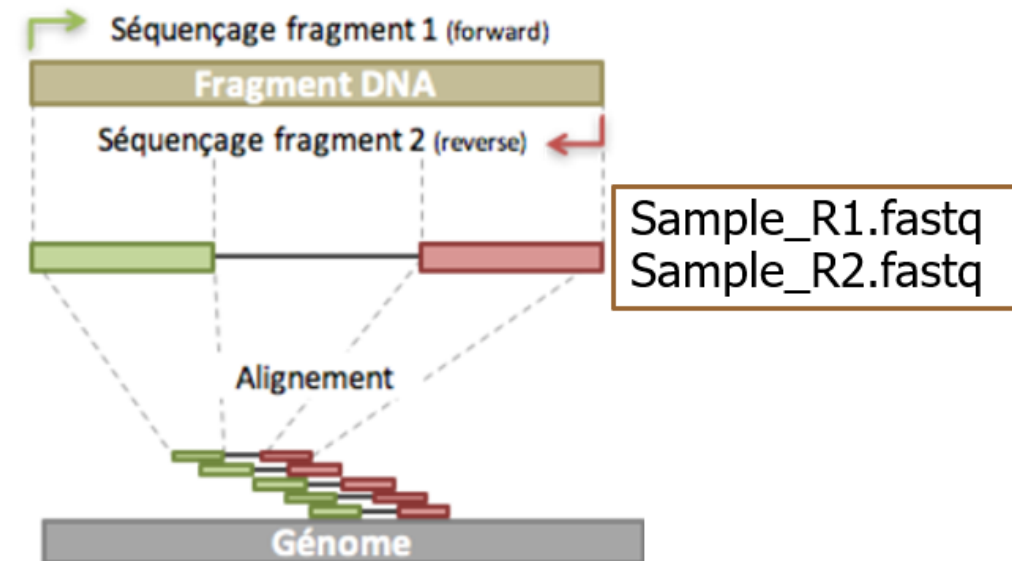 Séquençage fragment 1 (forward)
Fragment DNA
Séquençage fragment 2 (reverse)
Sample_R1.fastq
Sample_R2.fastq
Alignement
Génome